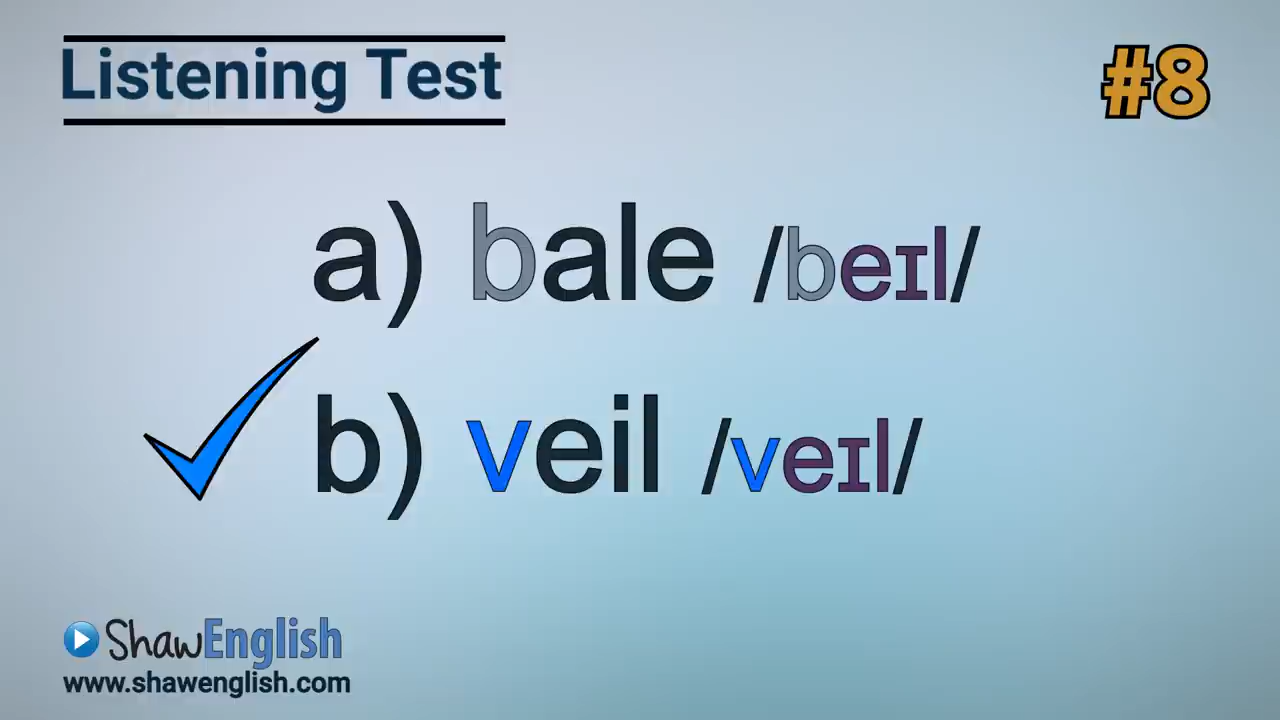 Listening Test
#8
a) bale /beɪl/
b) veil /veɪl/
ShawEnglish
www.shawenglish.com